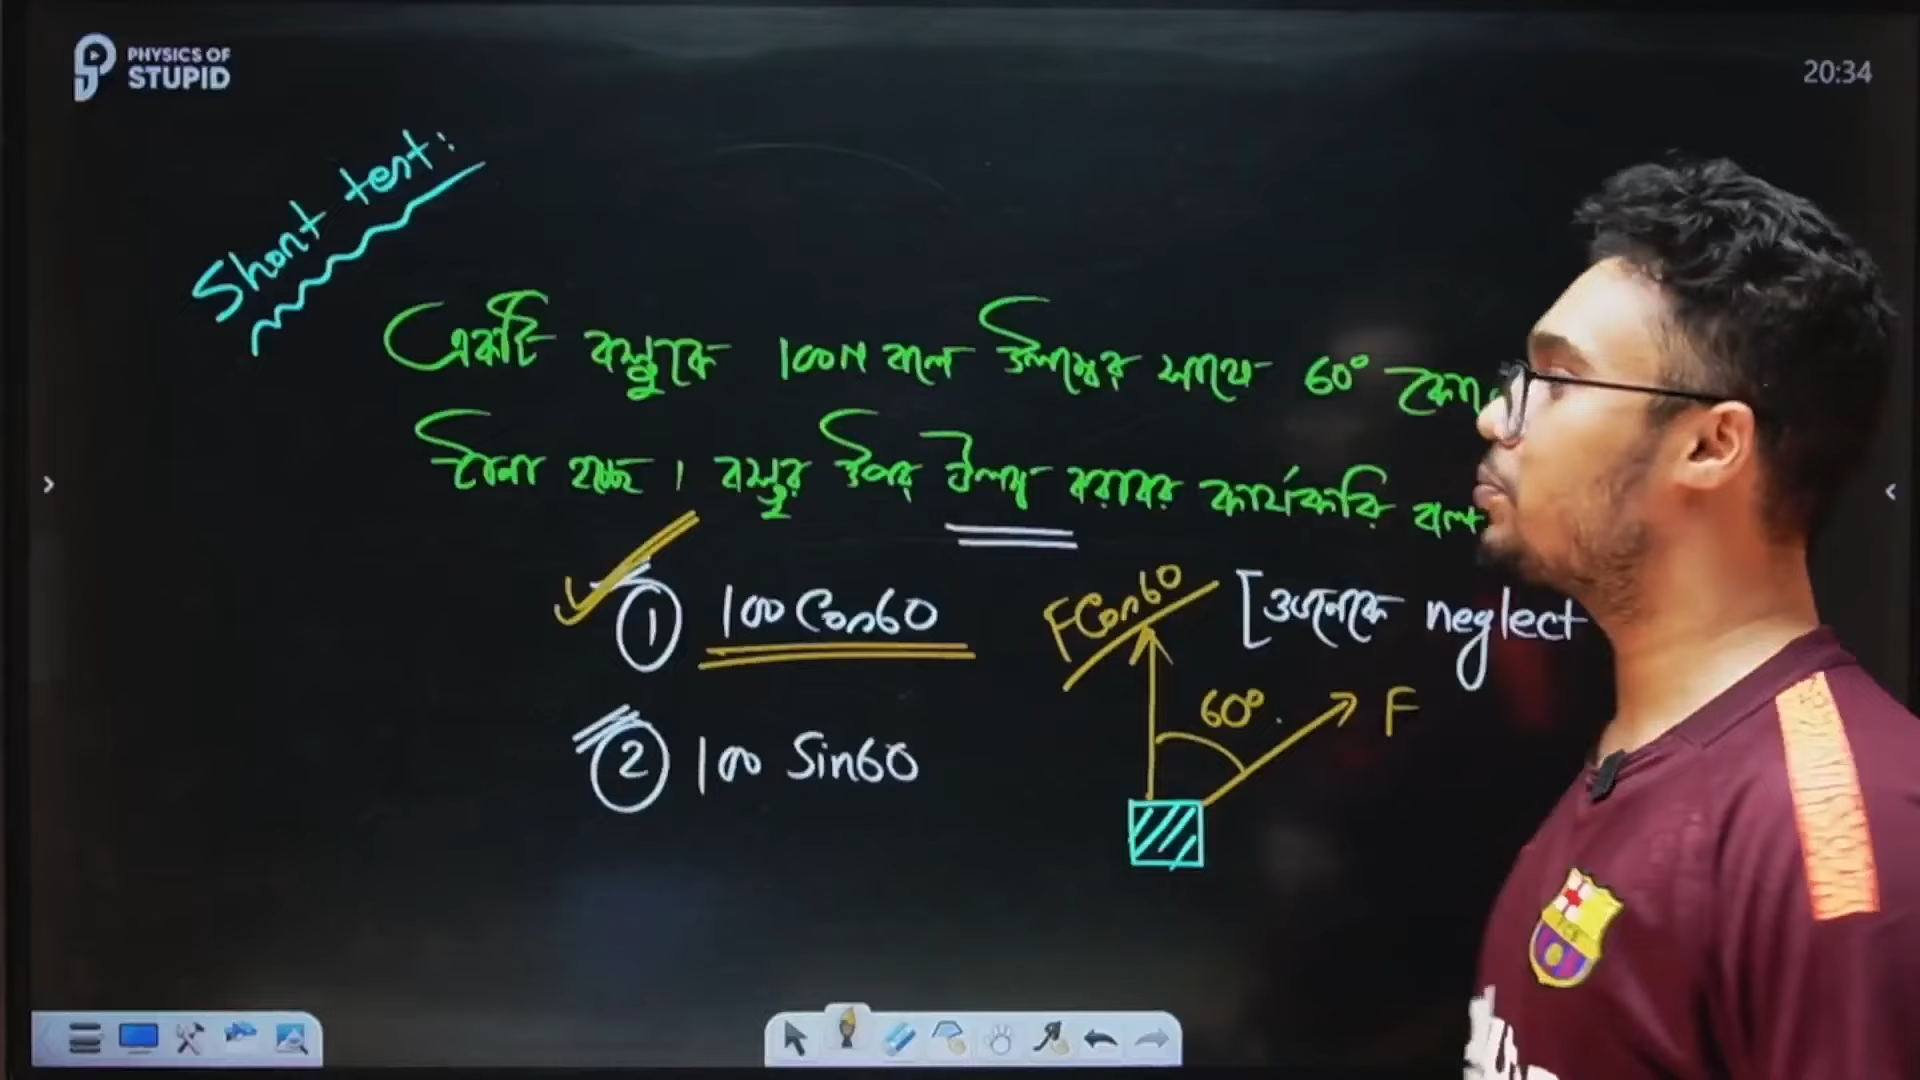 PHYSICS OF
STUPID
20:34
Short test:
একটি বস্তুকে 100N বলে উলম্বের সাথে 60°
টানা হচ্ছে। বস্তুর উপর উলম্ব বরাবর কার্যকরি বল
① 100 Cos60
FCos60
[ওজনকে neglect
60°
F
② 100 Sin60